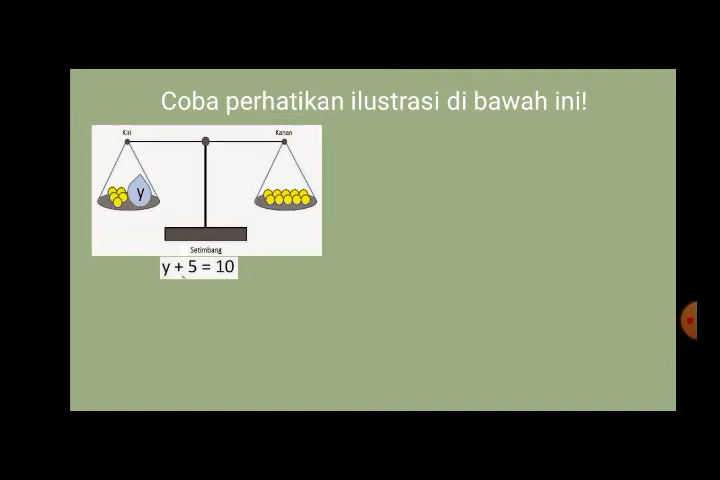 Coba perhatikan ilustrasi di bawah ini!
Kiri
Kanan
y
Setimbang
y + 5 = 10